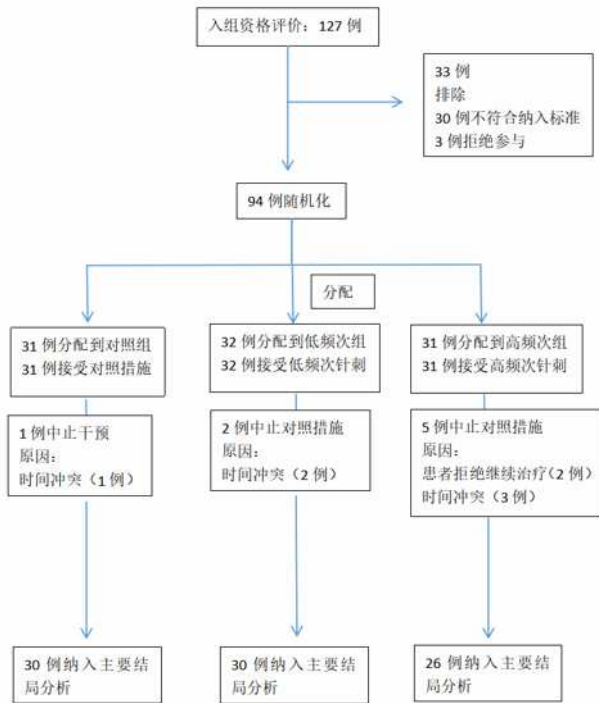 入组资格评价：127 例
33 例
排除
30 例不符合纳入标准
3 例拒绝参与
94 例随机化
分配
31 例分配到对照组
31 例接受对照措施
32 例分配到低频次组
32 例接受低频次针刺
31 例分配到高频次组
31 例接受高频次针刺
1 例中止干预
原因：
时间冲突（1 例）
2 例中止对照措施
原因：
时间冲突（2 例）
5 例中止对照措施
原因：
患者拒绝继续治疗（2 例）
时间冲突（3 例）
30 例纳入主要结
局分析
30 例纳入主要结
局分析
26 例纳入主要结
局分析